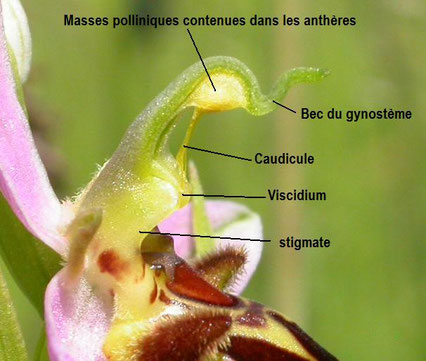 Masses polliniques contenues dans les anthères
Bec du gynostème
Caudicule
Viscidium
stigmate